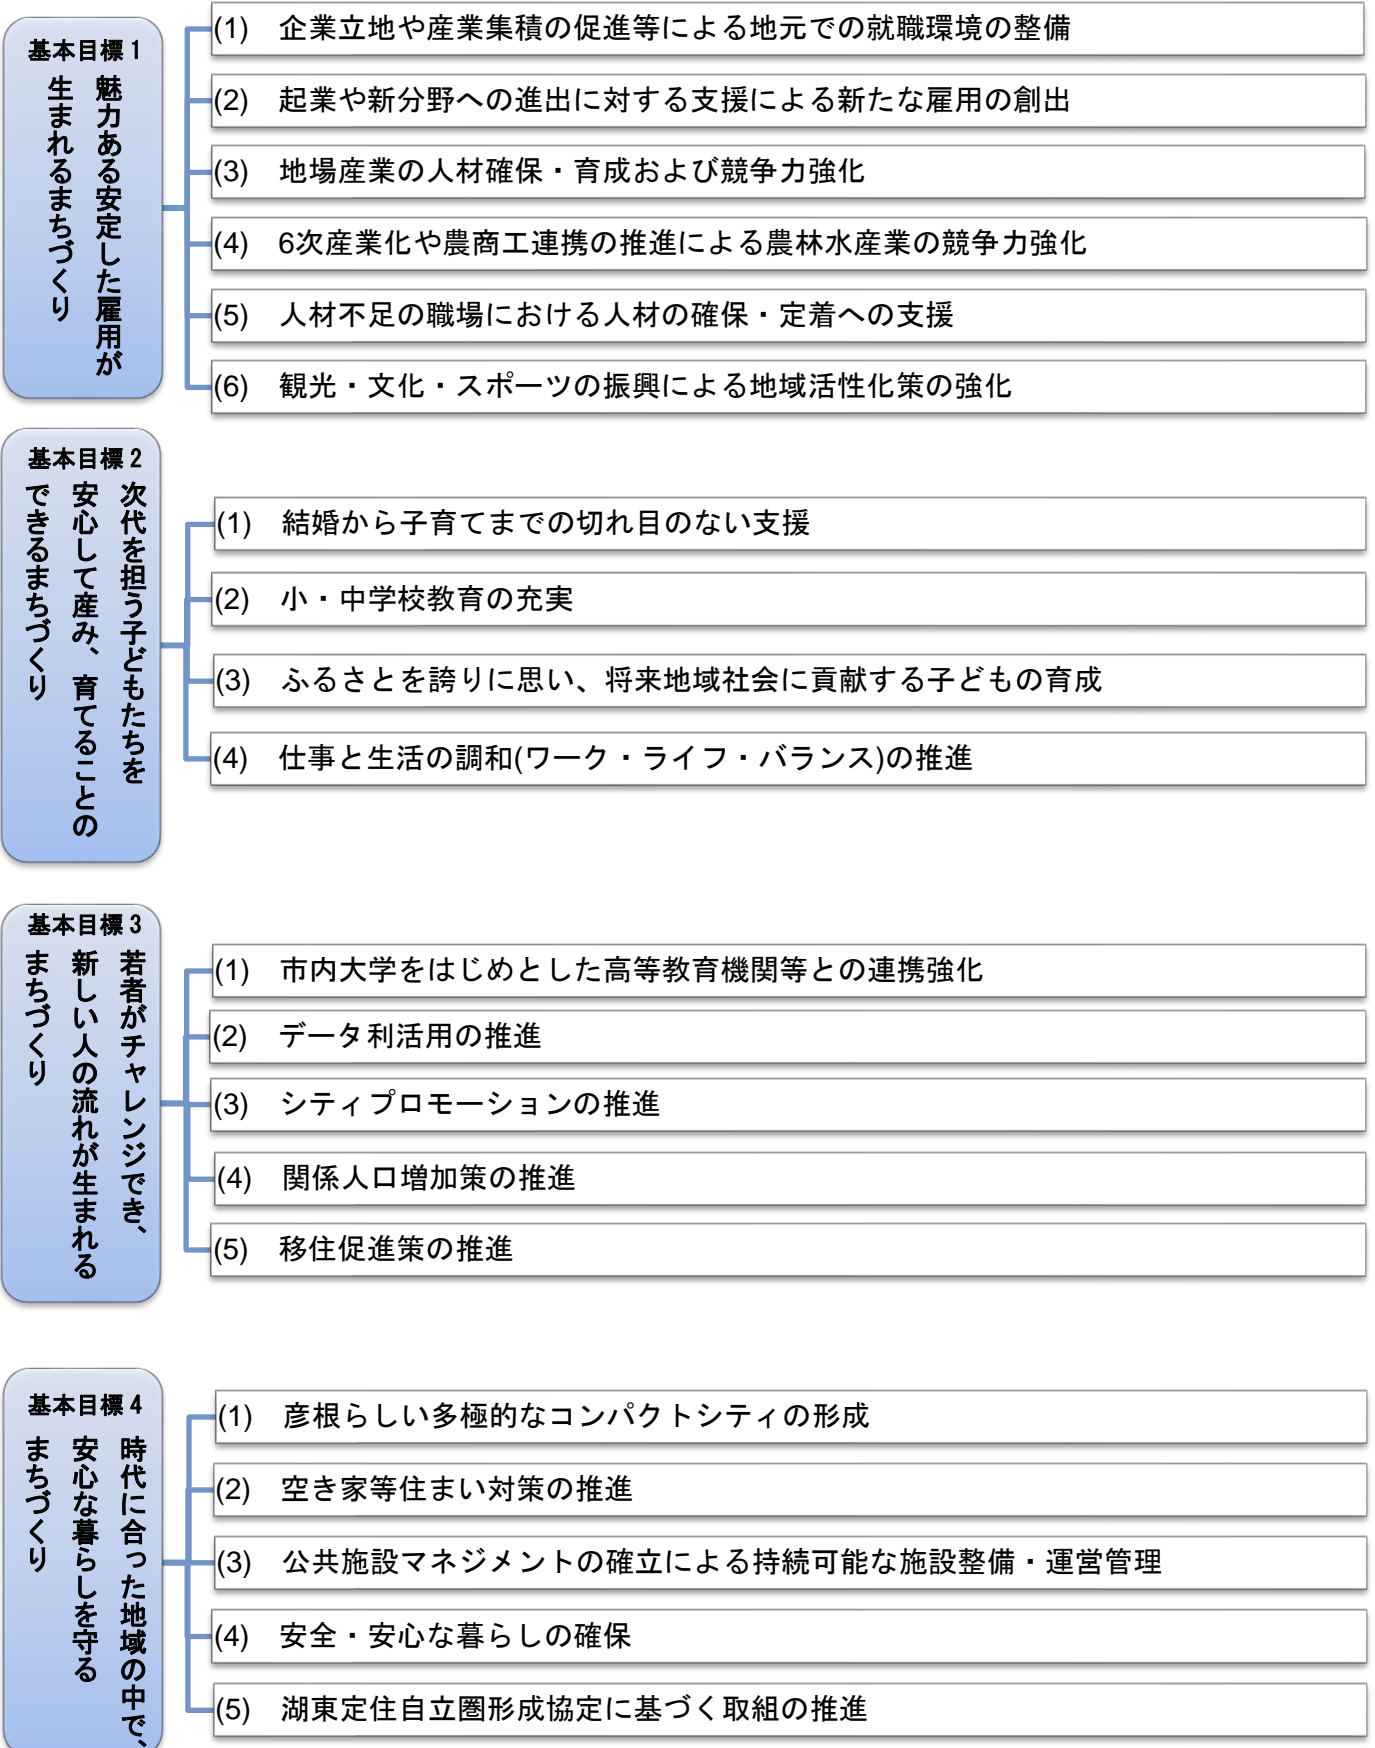 基本目標1
魅力ある安定した雇用が
生まれるまちづくり
(1) 企業立地や産業集積の促進等による地元での就職環境の整備
(2) 起業や新分野への進出に対する支援による新たな雇用の創出
(3) 地場産業の人材確保・育成および競争力強化
(4) 6次産業化や農商工連携の推進による農林水産業の競争力強化
(5) 人材不足の職場における人材の確保・定着への支援
(6) 観光・文化・スポーツの振興による地域活性化策の強化
基本目標2
次代を担う子どもたちを
安心して産み、育てることの
できるまちづくり
(1) 結婚から子育てまでの切れ目のない支援
(2) 小・中学校教育の充実
(3) ふるさとを誇りに思い、将来地域社会に貢献する子どもの育成
(4) 仕事と生活の調和(ワーク・ライフ・バランス)の推進
基本目標3
若者がチャレンジでき、
新しい人の流れが生まれる
まちづくり
(1) 市内大学をはじめとした高等教育機関等との連携強化
(2) データ利活用の推進
(3) シティプロモーションの推進
(4) 関係人口増加策の推進
(5) 移住促進策の推進
基本目標4
時代に合った地域の中で、
安心な暮らしを守る
まちづくり
(1) 彦根らしい多極的なコンパクトシティの形成
(2) 空き家等住まい対策の推進
(3) 公共施設マネジメントの確立による持続可能な施設整備・運営管理
(4) 安全・安心な暮らしの確保
(5) 湖東定住自立圏形成協定に基づく取組の推進